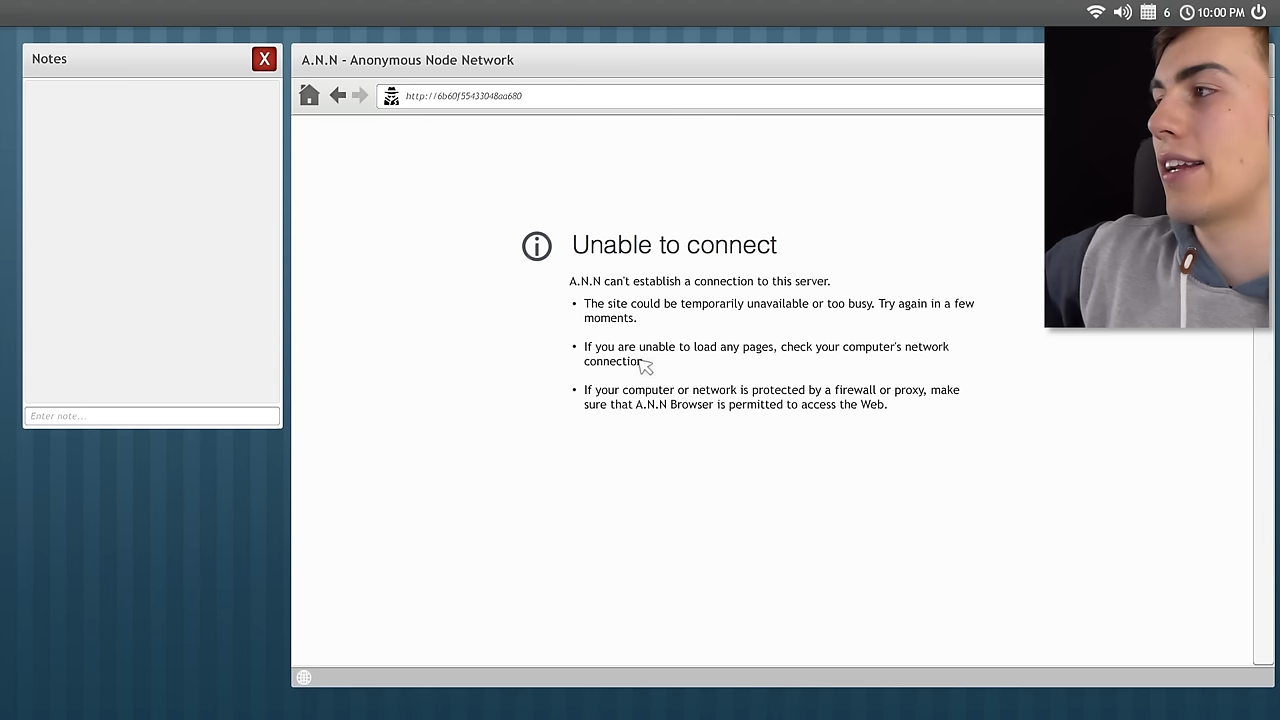 6 10:00 PM
Notes X
A.N.N - Anonymous Node Network
http://6b60f55433048aa680
Unable to connect
A.N.N can't establish a connection to this server.
• The site could be temporarily unavailable or too busy. Try again in a few
moments.
• If you are unable to load any pages, check your computer's network
connection.
• If your computer or network is protected by a firewall or proxy, make
sure that A.N.N Browser is permitted to access the Web.
Enter note...